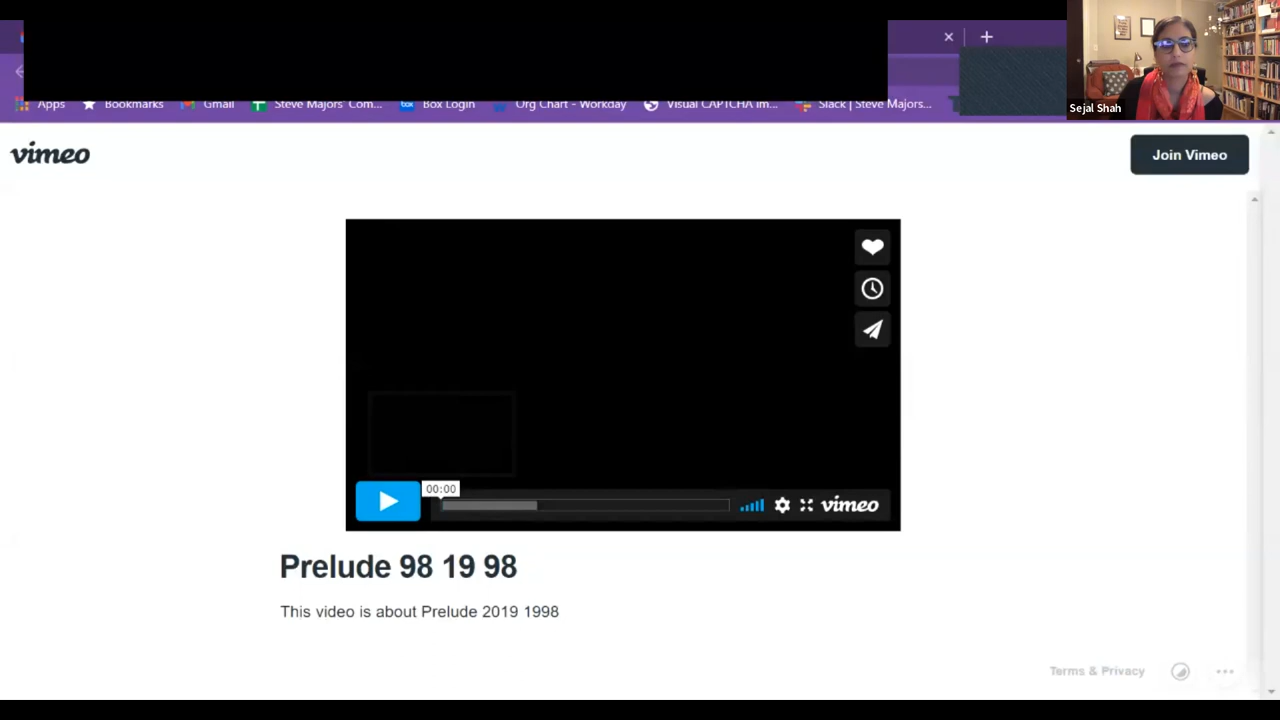 Apps Bookmarks Gmail Steve Majors' Com... Box Login Org Chart - Workday Visual CAPTCHA im... Slack | Steve Majors...
Sejal Shah
vimeo
Join Vimeo
00:00
vimeo
Prelude 98 19 98
This video is about Prelude 2019 1998
Terms & Privacy